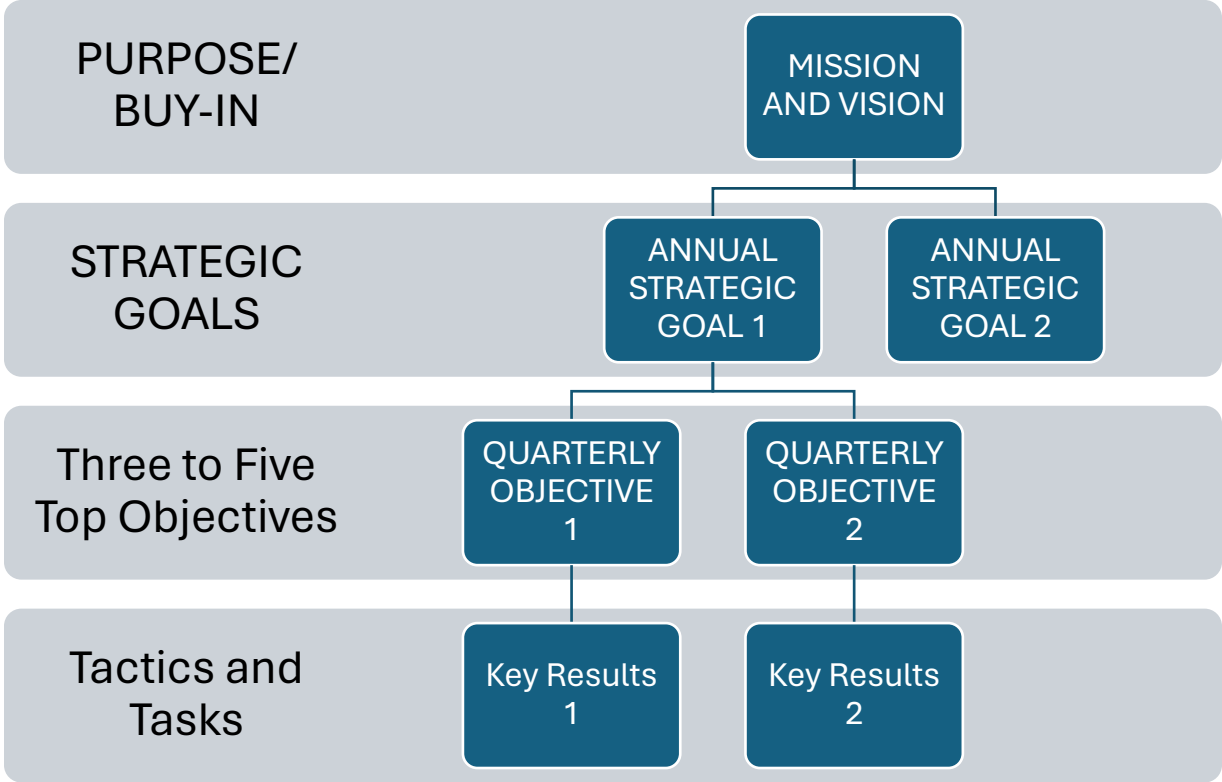 PURPOSE/
BUY-IN
MISSION
AND VISION
STRATEGIC
GOALS
ANNUAL
STRATEGIC
GOAL 1
ANNUAL
STRATEGIC
GOAL 2
Three to Five
Top Objectives
QUARTERLY
OBJECTIVE
1
QUARTERLY
OBJECTIVE
2
Tactics and
Tasks
Key Results
1
Key Results
2